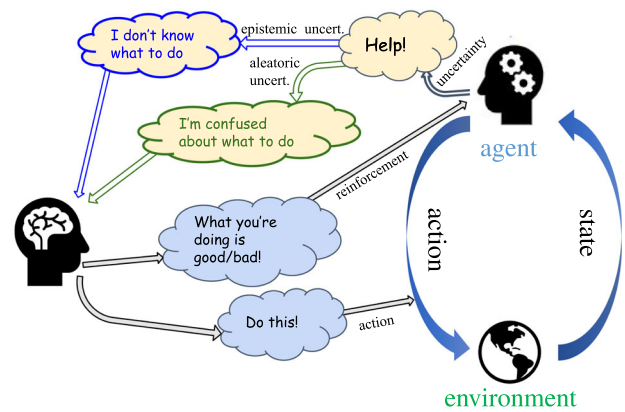 I don't know
what to do
epistemic uncert.
Help!
aleatoric
uncert.
uncertainty
I'm confused
about what to do
agent
reinforcement
What you're
doing is
good/bad!
action
state
Do this!
action
environment